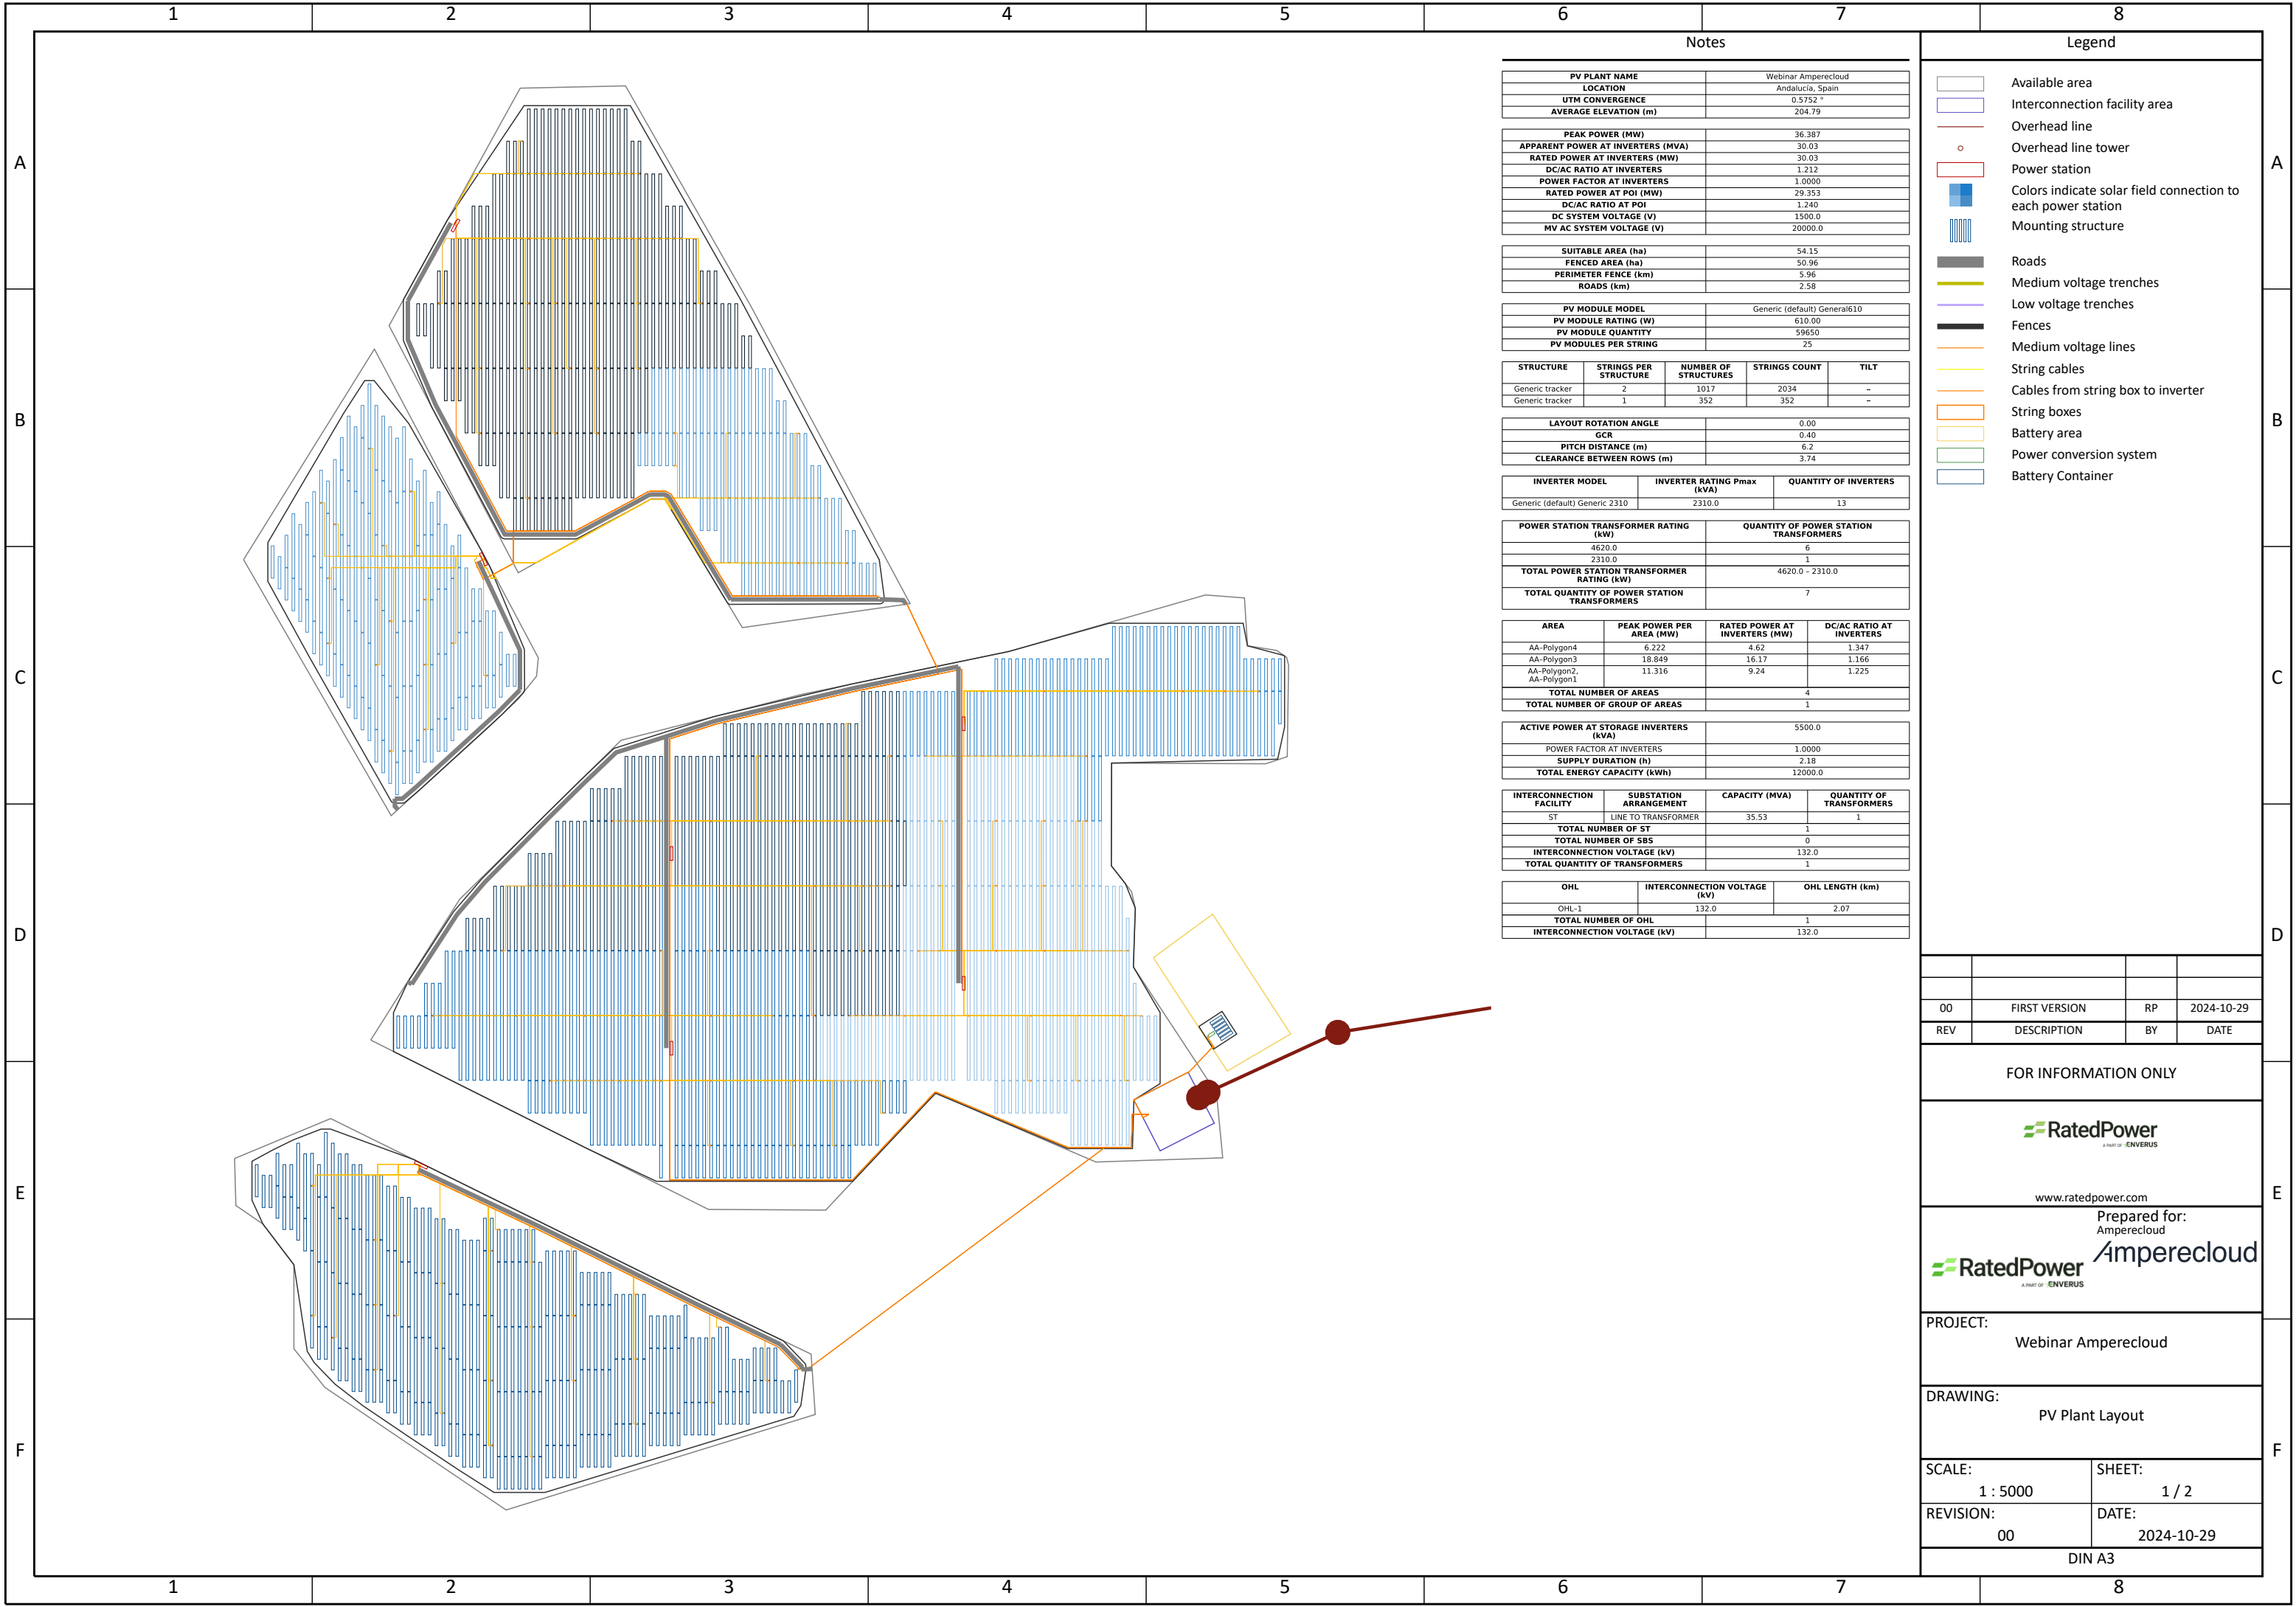 1 2 3 4 5 6 7 8
A
B
C
D
E
F
Notes
PV PLANT NAME Webinar Amperecloud
LOCATION Andalucía, Spain
UTM CONVERGENCE 0.5752 °
AVERAGE ELEVATION (m) 204.79
PEAK POWER (MW) 36.387
APPARENT POWER AT INVERTERS (MVA) 30.03
RATED POWER AT INVERTERS (MW) 30.03
DC/AC RATIO AT INVERTERS 1.212
POWER FACTOR AT INVERTERS 1.0000
RATED POWER AT POI (MW) 29.353
DC/AC RATIO AT POI 1.240
DC SYSTEM VOLTAGE (V) 1500.0
MV AC SYSTEM VOLTAGE (V) 20000.0
SUITABLE AREA (ha) 54.15
FENCED AREA (ha) 50.96
PERIMETER FENCE (km) 5.96
ROADS (km) 2.58
PV MODULE MODEL Generic (default) General610
PV MODULE RATING (W) 610.00
PV MODULE QUANTITY 59650
PV MODULES PER STRING 25
STRUCTURE STRINGS PER STRUCTURE NUMBER OF STRUCTURES STRINGS COUNT TILT
Generic tracker 2 1017 2034 –
Generic tracker 1 352 352 –
LAYOUT ROTATION ANGLE 0.00
GCR 0.40
PITCH DISTANCE (m) 6.2
CLEARANCE BETWEEN ROWS (m) 3.74
INVERTER MODEL INVERTER RATING Pmax (kVA) QUANTITY OF INVERTERS
Generic (default) Generic 2310 2310.0 13
POWER STATION TRANSFORMER RATING (kW) QUANTITY OF POWER STATION TRANSFORMERS
4620.0 6
2310.0 1
TOTAL POWER STATION TRANSFORMER RATING (kW) 4620.0 – 2310.0
TOTAL QUANTITY OF POWER STATION TRANSFORMERS 7
AREA PEAK POWER PER AREA (MW) RATED POWER AT INVERTERS (MW) DC/AC RATIO AT INVERTERS
AA–Polygon4 6.222 4.62 1.347
AA–Polygon3 18.849 16.17 1.166
AA–Polygon2, AA–Polygon1 11.316 9.24 1.225
TOTAL NUMBER OF AREAS 4
TOTAL NUMBER OF GROUP OF AREAS 1
ACTIVE POWER AT STORAGE INVERTERS (kVA) 5500.0
POWER FACTOR AT INVERTERS 1.0000
SUPPLY DURATION (h) 2.18
TOTAL ENERGY CAPACITY (kWh) 12000.0
INTERCONNECTION FACILITY SUBSTATION ARRANGEMENT CAPACITY (MVA) QUANTITY OF TRANSFORMERS
ST LINE TO TRANSFORMER 35.53 1
TOTAL NUMBER OF ST 1
TOTAL NUMBER OF SBS 0
INTERCONNECTION VOLTAGE (kV) 132.0
TOTAL QUANTITY OF TRANSFORMERS 1
OHL INTERCONNECTION VOLTAGE (kV) OHL LENGTH (km)
OHL–1 132.0 2.07
TOTAL NUMBER OF OHL 1
INTERCONNECTION VOLTAGE (kV) 132.0
Legend
Available area
Interconnection facility area
Overhead line
Overhead line tower
Power station
Colors indicate solar field connection to
each power station
Mounting structure
Roads
Medium voltage trenches
Low voltage trenches
Fences
Medium voltage lines
String cables
Cables from string box to inverter
String boxes
Battery area
Power conversion system
Battery Container
00 FIRST VERSION RP 2024-10-29
REV DESCRIPTION BY DATE
FOR INFORMATION ONLY
RatedPower
A PART OF ENVERUS
www.ratedpower.com
Prepared for:
Amperecloud
Amperecloud
RatedPower
A PART OF ENVERUS
PROJECT:
Webinar Amperecloud
DRAWING:
PV Plant Layout
SCALE:
1 : 5000
SHEET:
1 / 2
REVISION:
00
DATE:
2024-10-29
DIN A3
A
B
C
D
E
F
1 2 3 4 5 6 7 8